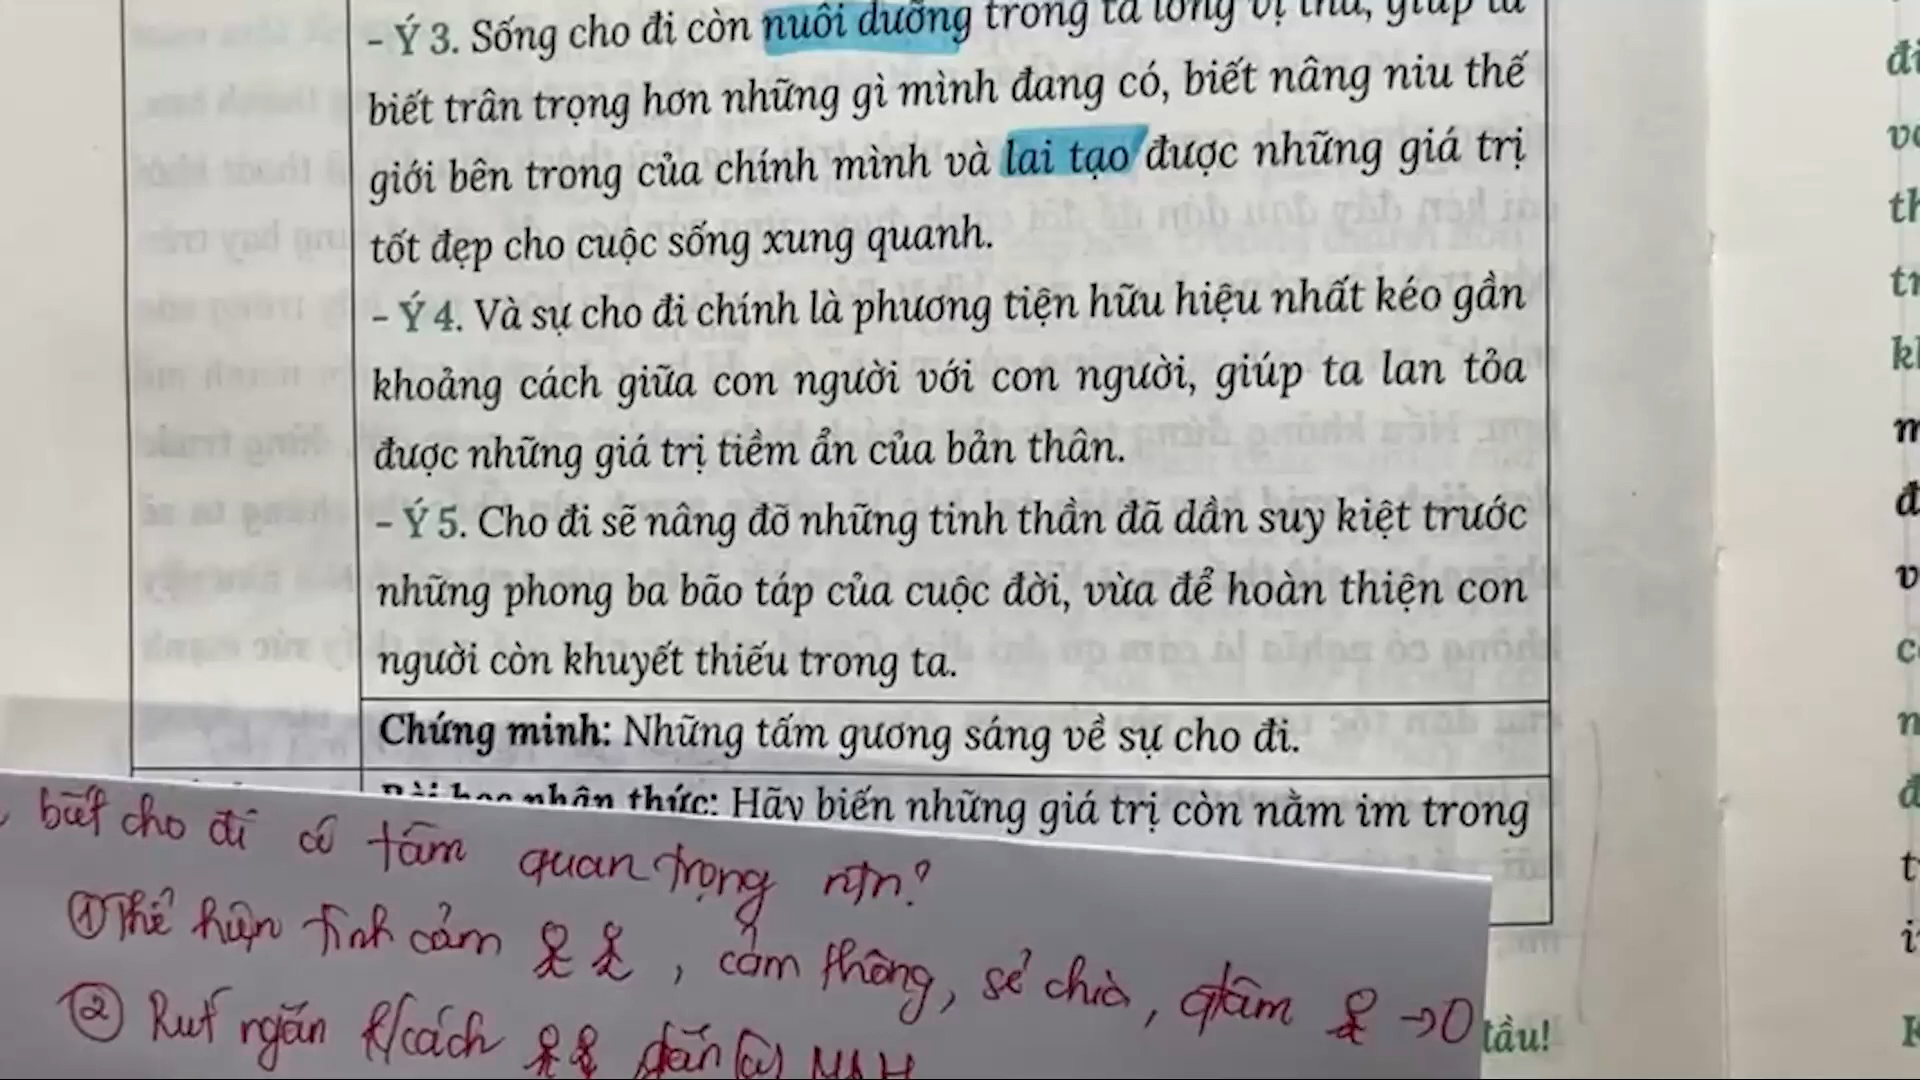 - Ý 3. Sống cho đi còn nuôi dưỡng trong ta lòng vị tha, giúp ta
biết trân trọng hơn những gì mình đang có, biết nâng niu thế
giới bên trong của chính mình và lai tạo được những giá trị
tốt đẹp cho cuộc sống xung quanh.
- Ý 4. Và sự cho đi chính là phương tiện hữu hiệu nhất kéo gần
khoảng cách giữa con người với con người, giúp ta lan tỏa
được những giá trị tiềm ẩn của bản thân.
- Ý 5. Cho đi sẽ nâng đỡ những tinh thần đã dần suy kiệt trước
những phong ba bão táp của cuộc đời, vừa để hoàn thiện con
người còn khuyết thiếu trong ta.
Chứng minh: Những tấm gương sáng về sự cho đi.
Bài học nhận thức: Hãy biến những giá trị còn nằm im trong
biết cho đi có tầm quan trọng ntn?
① Thể hiện tình cảm, cảm thông, sẻ chia, → 0
② Rut ngắn k/cách
tầu!